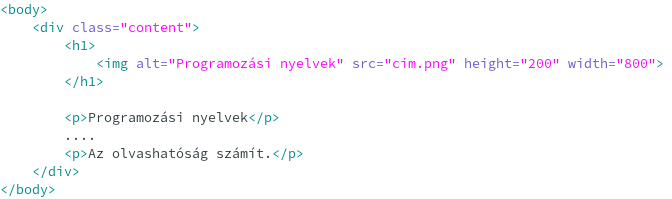 <body>
<div class="content">
<h1>
<img alt="Programozási nyelvek" src="cim.png" height="200" width="800">
</h1>
<p>Programozási nyelvek</p>
....
<p>Az olvashatóság számít.</p>
</div>
</body>